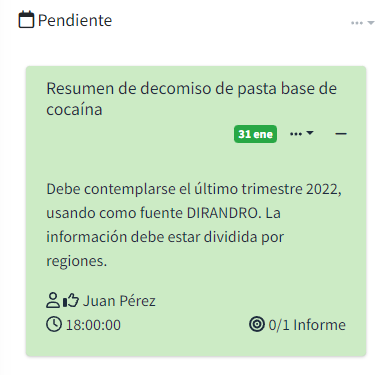 Pendiente
Resumen de decomiso de pasta base de
cocaína
31 ene
Debe contemplarse el último trimestre 2022,
usando como fuente DIRANDRO. La
información debe estar dividida por
regiones.
Juan Pérez
18:00:00 0/1 Informe